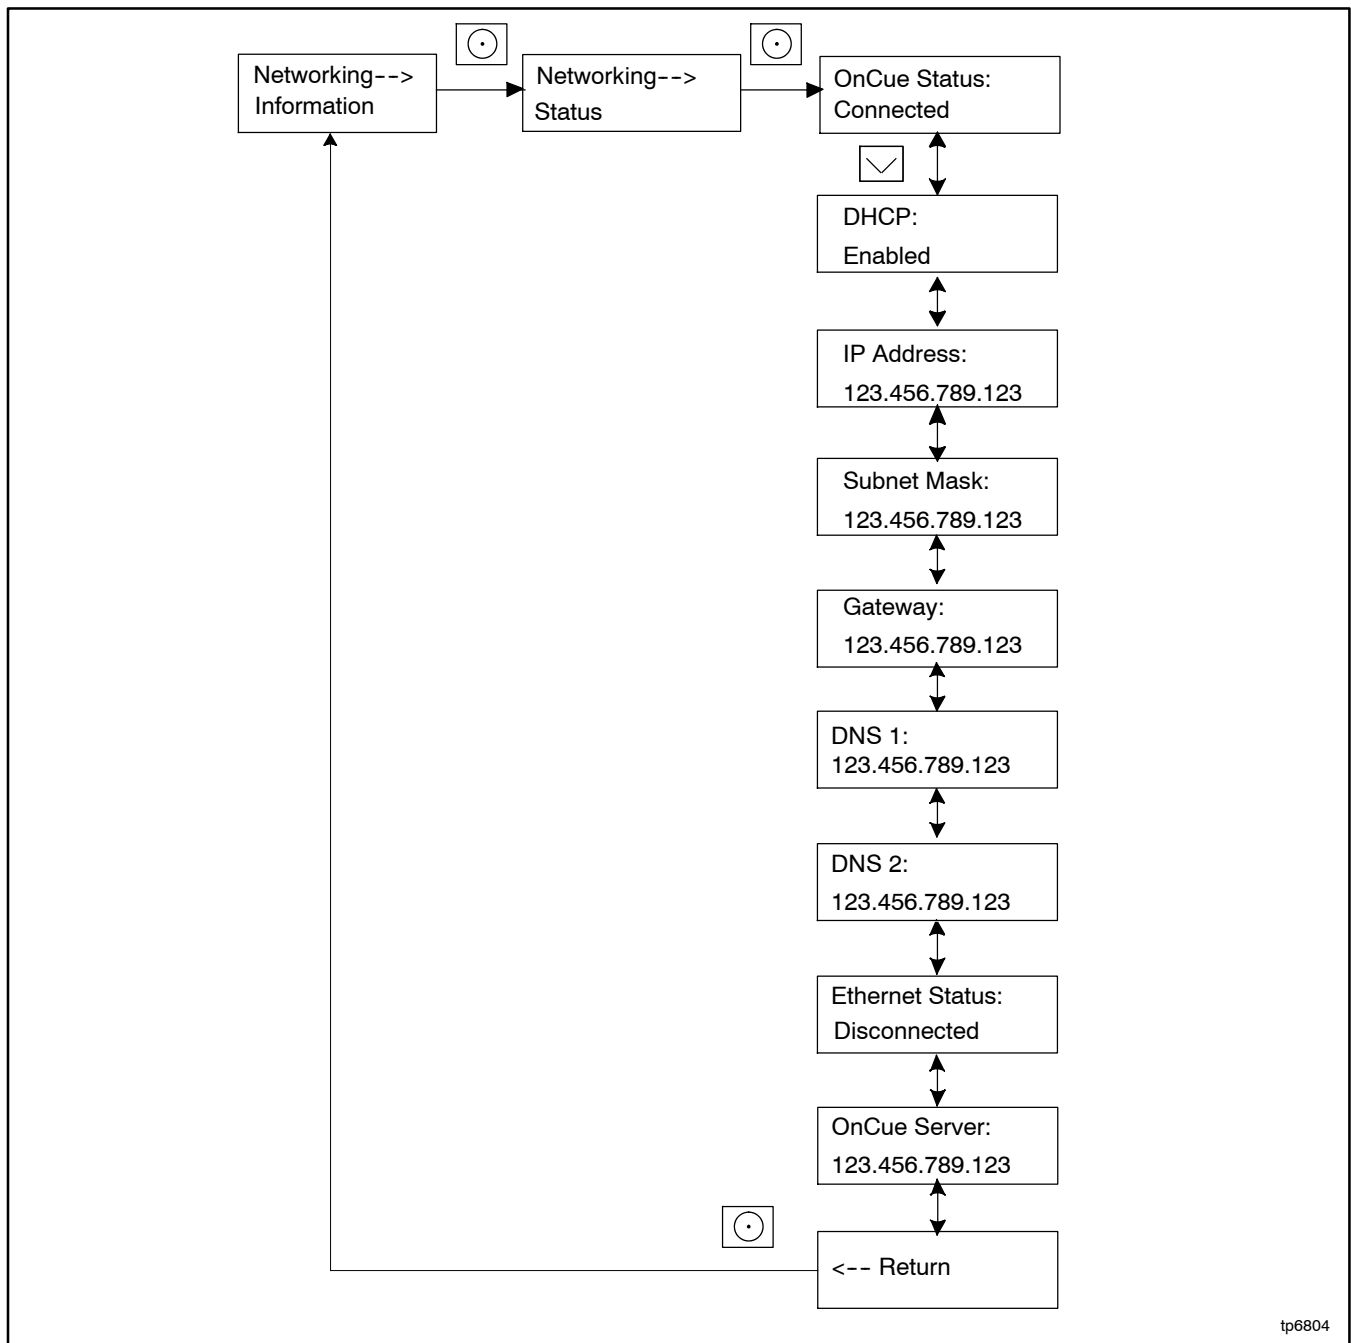 Networking-->
Information
Networking-->
Status
OnCue Status:
Connected
DHCP:
Enabled
IP Address:
123.456.789.123
Subnet Mask:
123.456.789.123
Gateway:
123.456.789.123
DNS 1:
123.456.789.123
DNS 2:
123.456.789.123
Ethernet Status:
Disconnected
OnCue Server:
123.456.789.123
<-- Return
tp6804